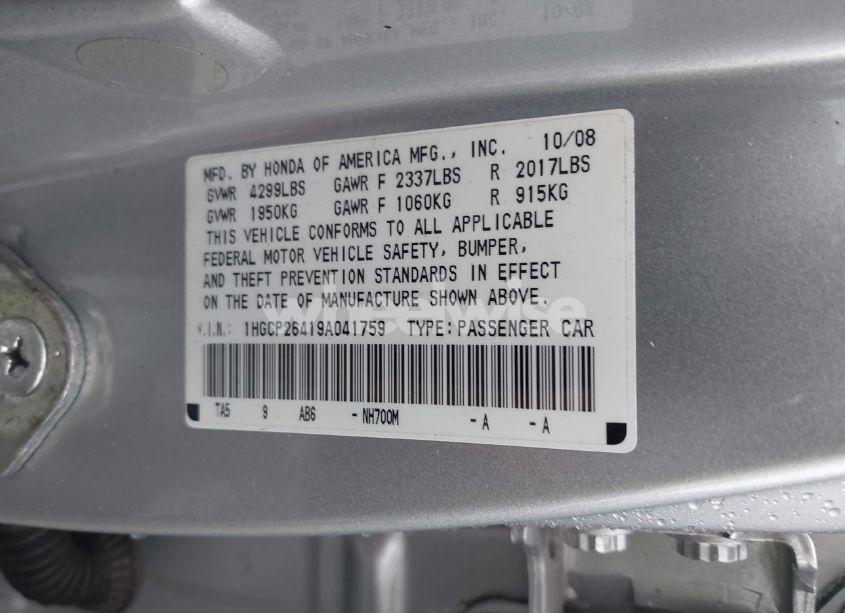 MFD. BY HONDA OF AMERICA MFG., INC. 10/08
GVWR 4299LBS GAWR F 2337LBS R 2017LBS
GVWR 1950KG GAWR F 1060KG R 915KG
THIS VEHICLE CONFORMS TO ALL APPLICABLE
FEDERAL MOTOR VEHICLE SAFETY, BUMPER,
AND THEFT PREVENTION STANDARDS IN EFFECT
ON THE DATE OF MANUFACTURE SHOWN ABOVE.
wheelwise
V.I.N.: 1HGCP26419A041759 TYPE: PASSENGER CAR
TA5 9 AB6 - NH700M - A - A